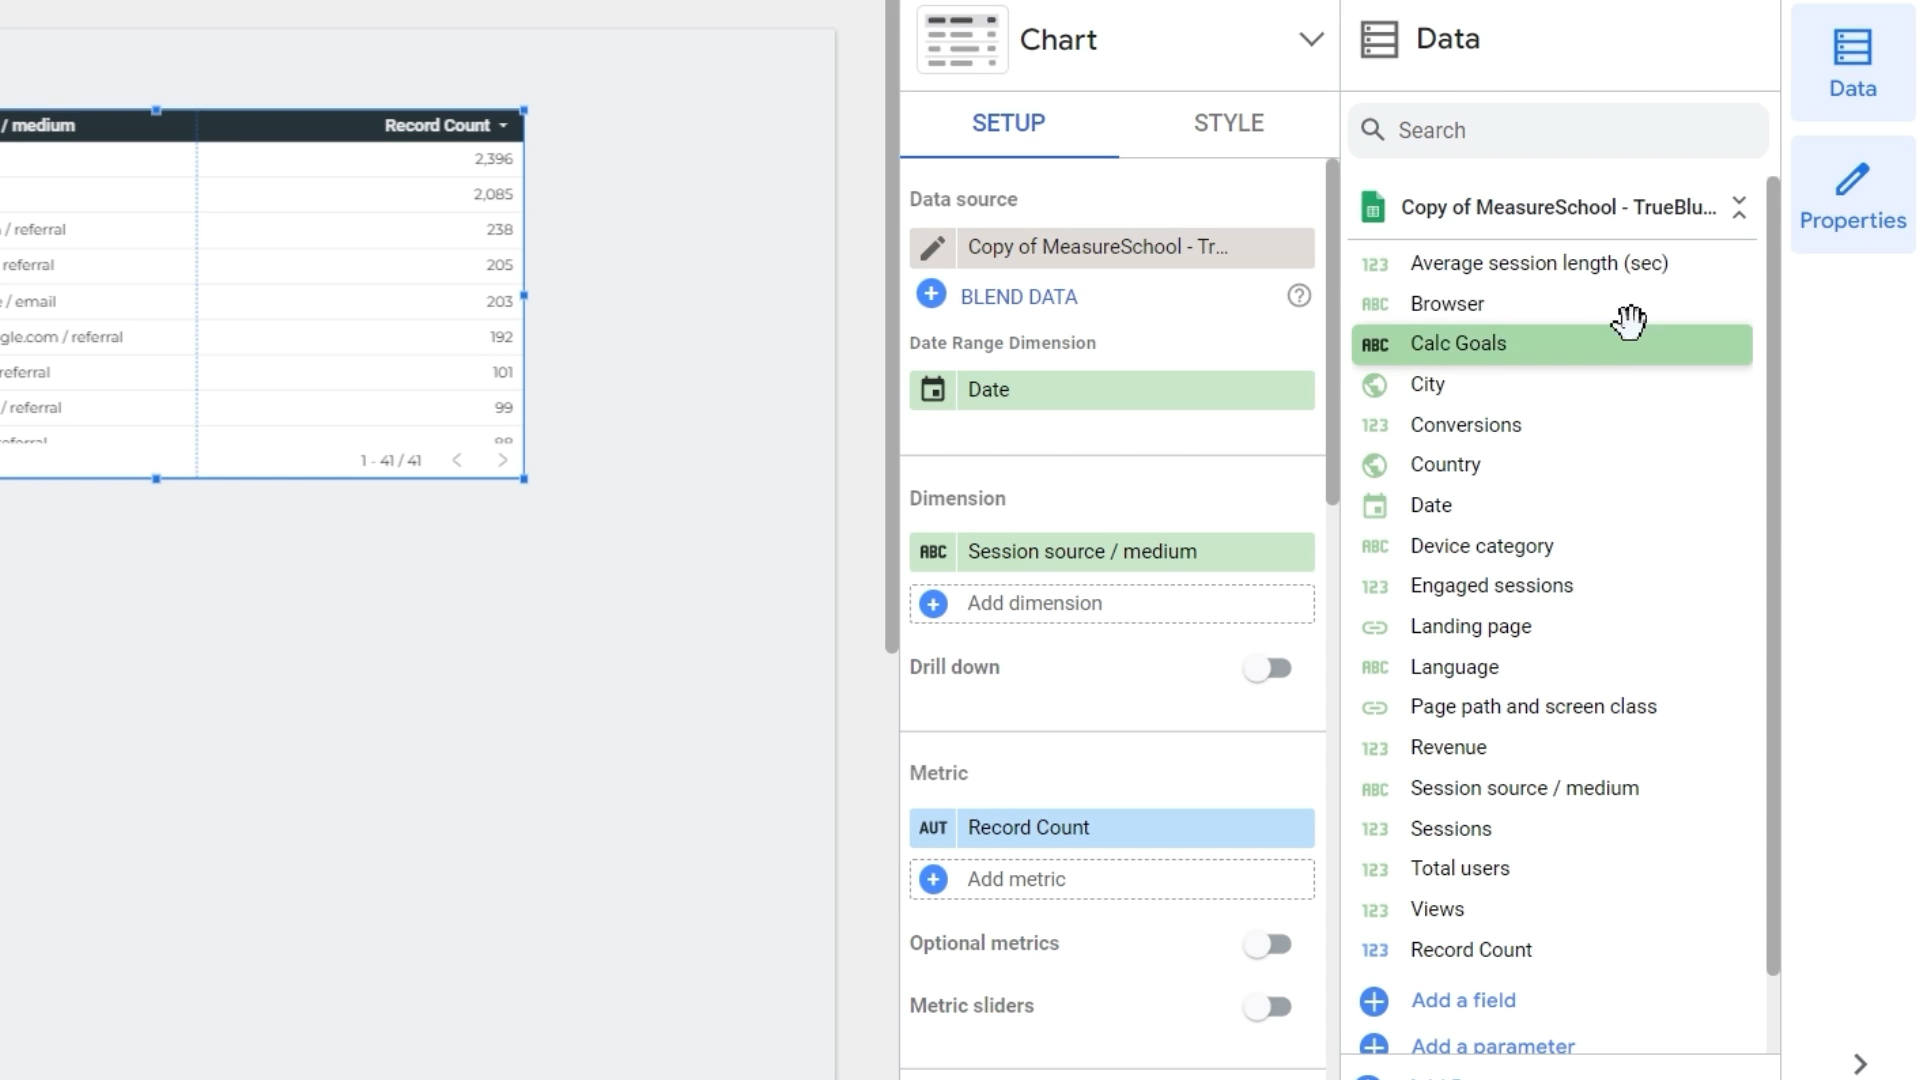 / medium
Record Count
2,396
2,085
/ referral
238
referral
205
/ email
203
gle.com / referral
192
referral
101
/ referral
99
referral
98
1 - 41 / 41
Chart
SETUP
STYLE
Data source
Copy of MeasureSchool - Tr...
BLEND DATA
Date Range Dimension
Date
Dimension
ABC Session source / medium
Add dimension
Drill down
Metric
AUT Record Count
Add metric
Optional metrics
Metric sliders
Data
Search
Copy of MeasureSchool - TrueBlu...
123 Average session length (sec)
ABC Browser
ABC Calc Goals
City
123 Conversions
Country
Date
ABC Device category
123 Engaged sessions
Landing page
ABC Language
Page path and screen class
123 Revenue
ABC Session source / medium
123 Sessions
123 Total users
123 Views
123 Record Count
Add a field
Add a parameter
Data
Properties